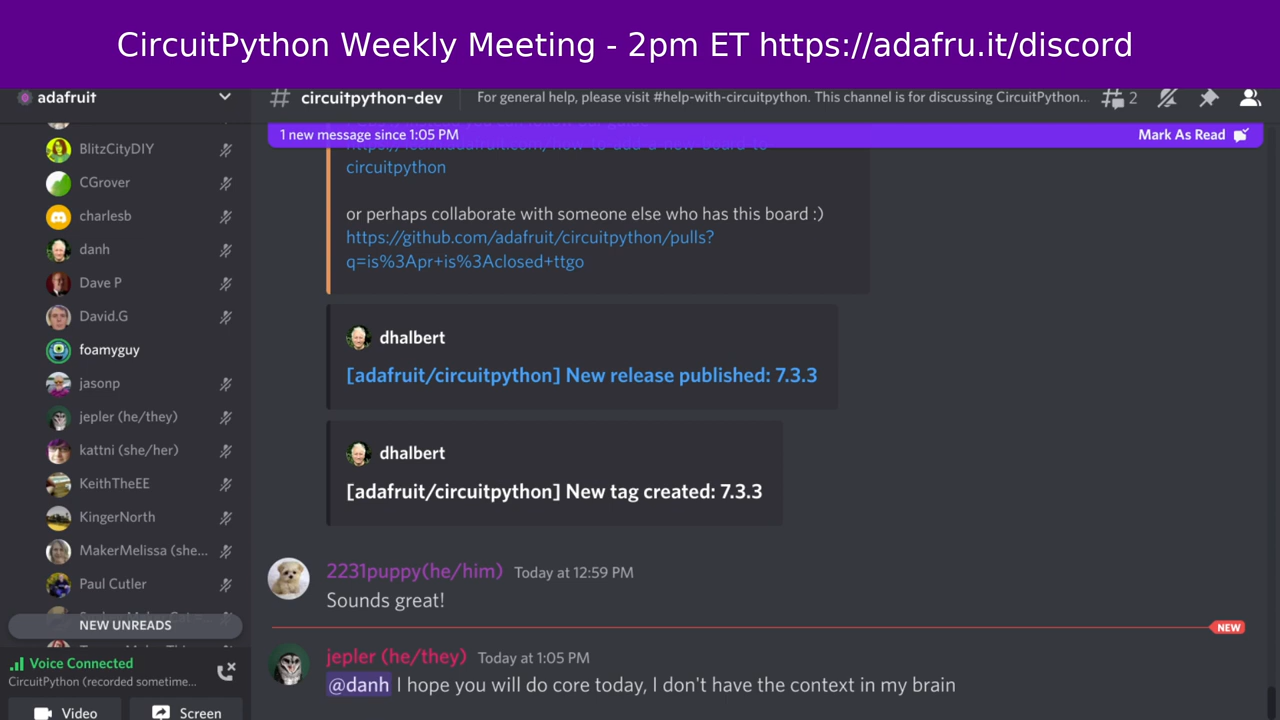 CircuitPython Weekly Meeting - 2pm ET https://adafru.it/discord
adafruit
# circuitpython-dev
For general help, please visit #help-with-circuitpython. This channel is for discussing CircuitPython...
2
1 new message since 1:05 PM
Mark As Read
BlitzCityDIY
CGrover
charlesb
danh
Dave P
David.G
foamyguy
jasonp
jepler (he/they)
kattni (she/her)
KeithTheEE
KingerNorth
MakerMelissa (she...
Paul Cutler
NEW UNREADS
Voice Connected
CircuitPython (recorded sometime...
Video
Screen
circuitpython
or perhaps collaborate with someone else who has this board :)
https://github.com/adafruit/circuitpython/pulls?
q=is%3Apr+is%3Aclosed+ttgo
dhalbert
[adafruit/circuitpython] New release published: 7.3.3
dhalbert
[adafruit/circuitpython] New tag created: 7.3.3
2231puppy(he/him) Today at 12:59 PM
Sounds great!
NEW
jepler (he/they) Today at 1:05 PM
@danh I hope you will do core today, I don't have the context in my brain